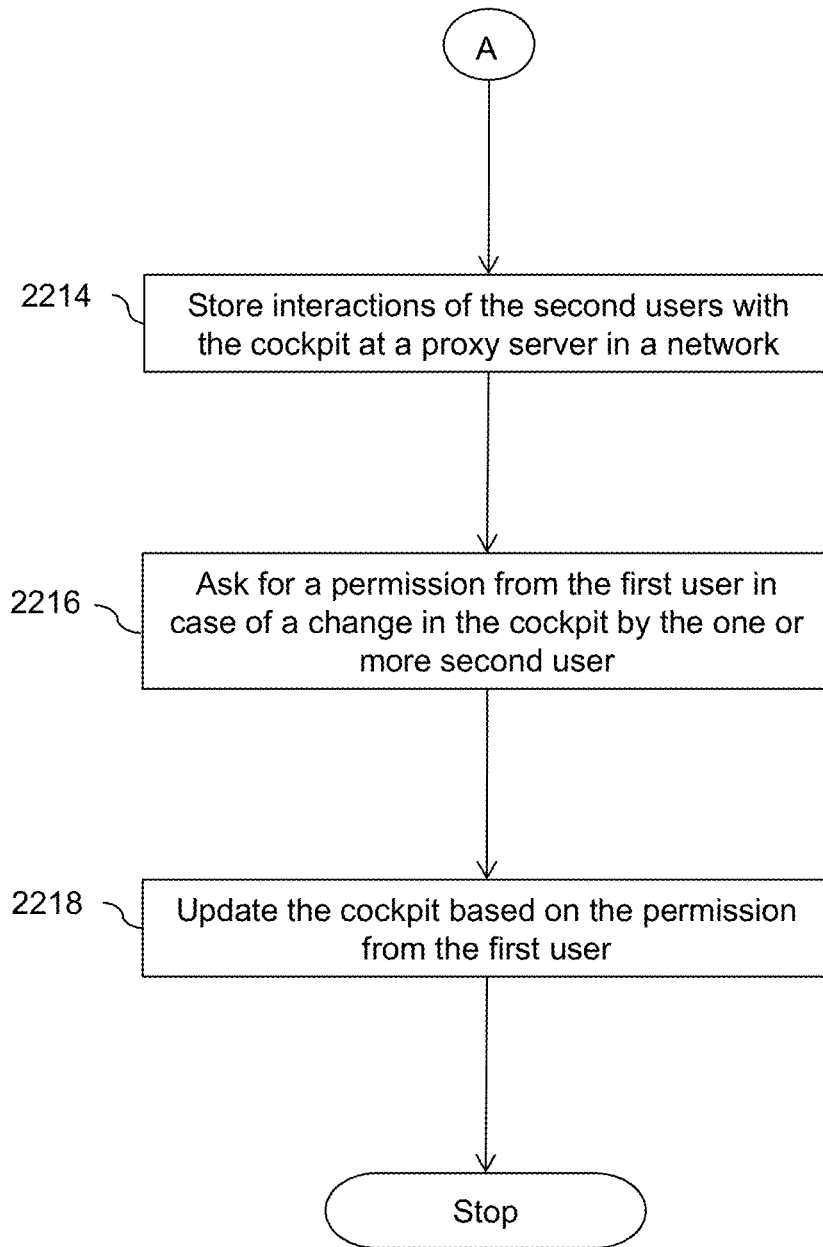 A
2214
Store interactions of the second users with
the cockpit at a proxy server in a network
2216
Ask for a permission from the first user in
case of a change in the cockpit by the one or
more second user
2218
Update the cockpit based on the permission
from the first user
Stop